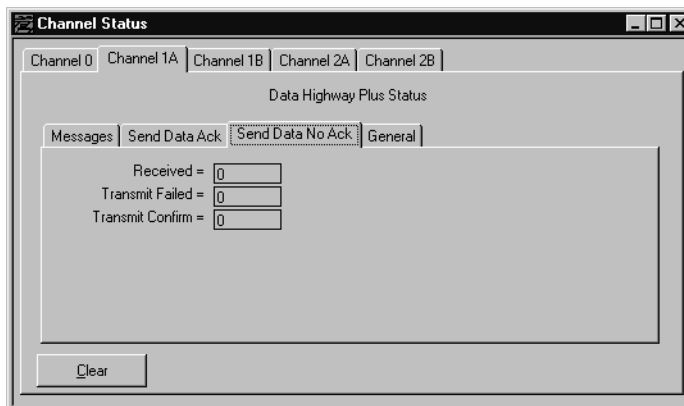 Channel Status
Channel 0 Channel 1A Channel 1B Channel 2A Channel 2B
Data Highway Plus Status
Messages Send Data Ack Send Data No Ack General
Received = 0
Transmit Failed = 0
Transmit Confirm = 0
Clear